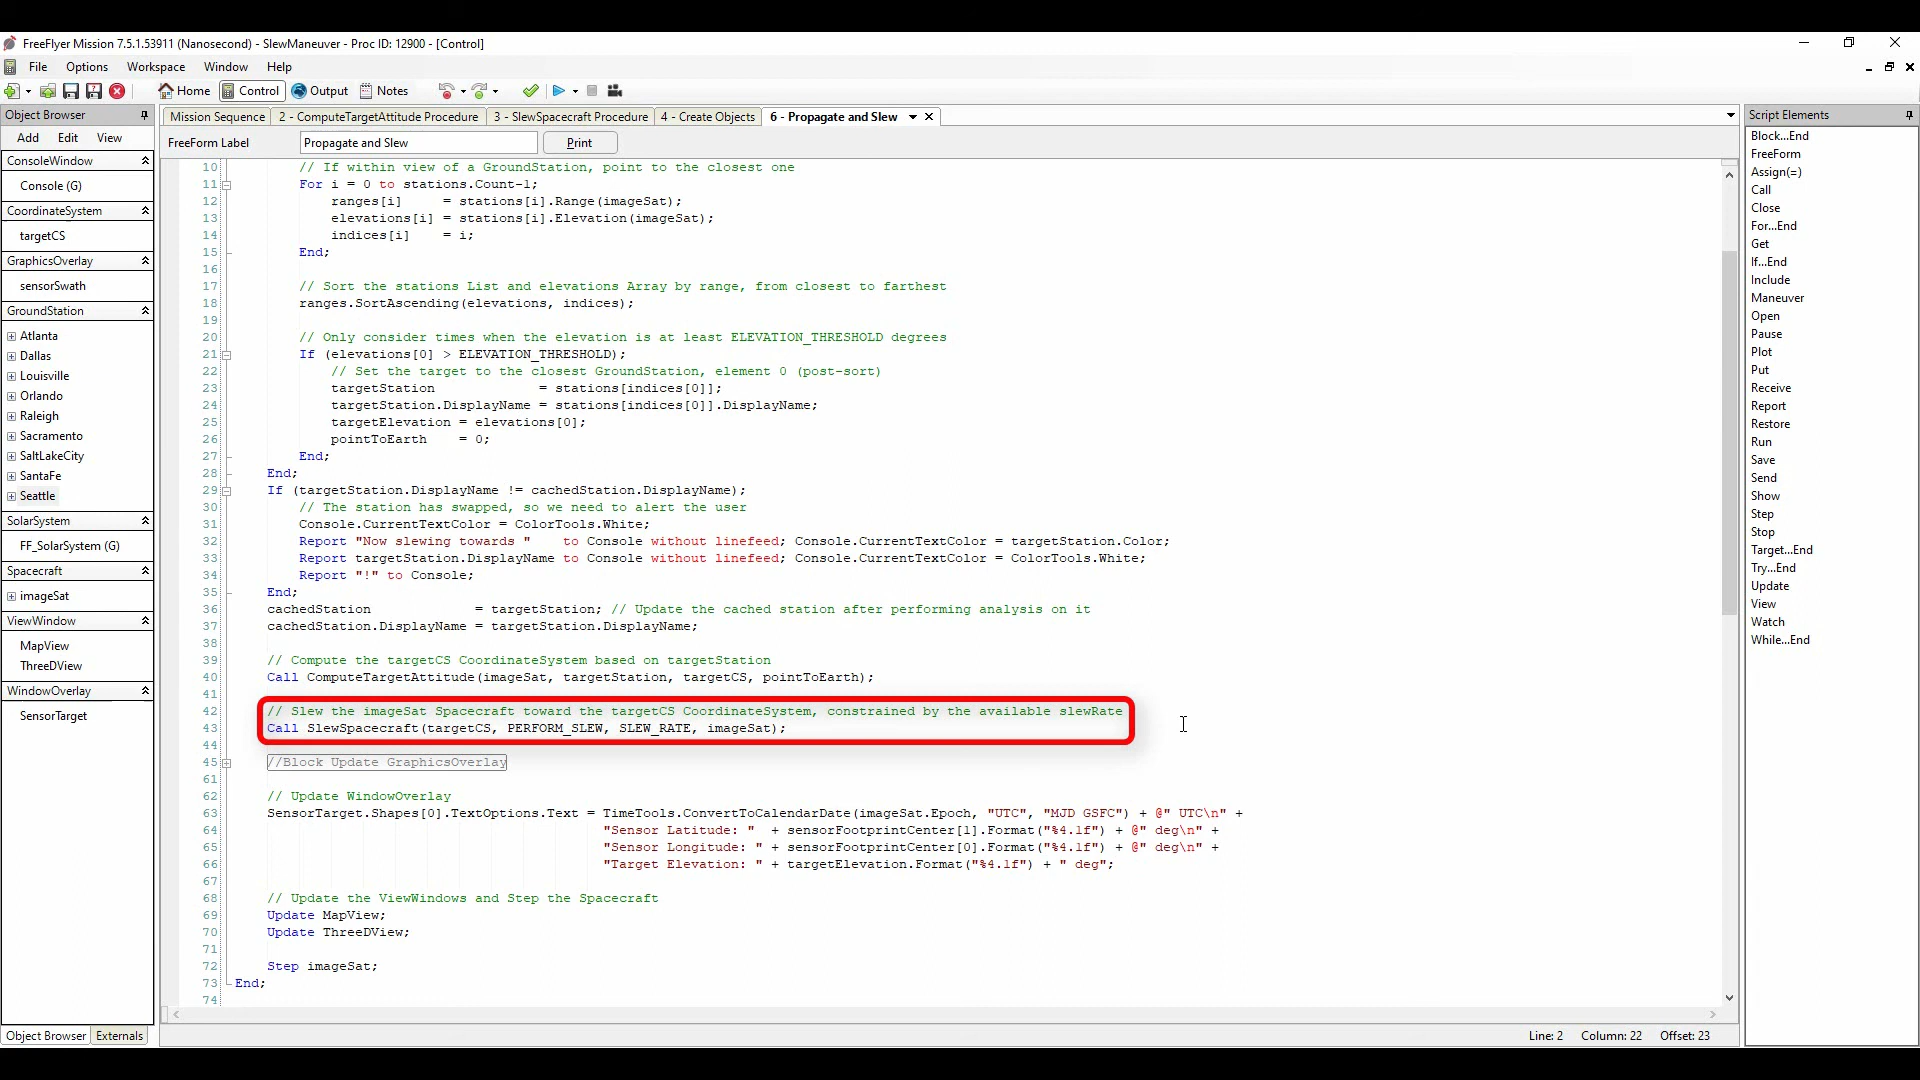 FreeFlyer Mission 7.5.1.53911 (Nanosecond) - SlewManeuver - Proc ID: 12900 - [Control]
File Options Workspace Window Help
Home Control Output Notes
Object Browser
Add Edit View
ConsoleWindow
Console (G)
CoordinateSystem
targetCS
GraphicsOverlay
sensorSwath
GroundStation
Atlanta
Dallas
Louisville
Orlando
Raleigh
Sacramento
SaltLakeCity
SantaFe
Seattle
SolarSystem
FF_SolarSystem (G)
Spacecraft
imageSat
ViewWindow
MapView
ThreeDView
WindowOverlay
SensorTarget
Object Browser Externals
Mission Sequence 2 - ComputeTargetAttitude Procedure 3 - SlewSpacecraft Procedure 4 - Create Objects 6 - Propagate and Slew
FreeForm Label Propagate and Slew Print
10 // If within view of a GroundStation, point to the closest one
11 For i = 0 to stations.Count-1;
12 ranges[i] = stations[i].Range(imageSat);
13 elevations[i] = stations[i].Elevation(imageSat);
14 indices[i] = i;
15 End;
16
17 // Sort the stations List and elevations Array by range, from closest to farthest
18 ranges.SortAscending(elevations, indices);
19
20 // Only consider times when the elevation is at least ELEVATION_THRESHOLD degrees
21 If (elevations[0] > ELEVATION_THRESHOLD);
22 // Set the target to the closest GroundStation, element 0 (post-sort)
23 targetStation = stations[indices[0]];
24 targetStation.DisplayName = stations[indices[0]].DisplayName;
25 targetElevation = elevations[0];
26 pointToEarth = 0;
27 End;
28 End;
29 If (targetStation.DisplayName != cachedStation.DisplayName);
30 // The station has swapped, so we need to alert the user
31 Console.CurrentTextColor = ColorTools.White;
32 Report "Now slewing towards " to Console without linefeed; Console.CurrentTextColor = targetStation.Color;
33 Report targetStation.DisplayName to Console without linefeed; Console.CurrentTextColor = ColorTools.White;
34 Report "!" to Console;
35 End;
36 cachedStation = targetStation; // Update the cached station after performing analysis on it
37 cachedStation.DisplayName = targetStation.DisplayName;
38
39 // Compute the targetCS CoordinateSystem based on targetStation
40 Call ComputeTargetAttitude(imageSat, targetStation, targetCS, pointToEarth);
41
42 // Slew the imageSat Spacecraft toward the targetCS CoordinateSystem, constrained by the available slewRate
43 Call SlewSpacecraft(targetCS, PERFORM_SLEW, SLEW_RATE, imageSat);
44
45 //Block Update GraphicsOverlay
61
62 // Update WindowOverlay
63 SensorTarget.Shapes[0].TextOptions.Text = TimeTools.ConvertToCalendarDate(imageSat.Epoch, "UTC", "MJD GSFC") + @" UTC\n" +
64 "Sensor Latitude: " + sensorFootprintCenter[1].Format("%4.1f") + @" deg\n" +
65 "Sensor Longitude: " + sensorFootprintCenter[0].Format("%4.1f") + @" deg\n" +
66 "Target Elevation: " + targetElevation.Format("%4.1f") + " deg";
67
68 // Update the ViewWindows and Step the Spacecraft
69 Update MapView;
70 Update ThreeDView;
71
72 Step imageSat;
73 End;
74
Line: 2 Column: 22 Offset: 23
Script Elements
Block...End
FreeForm
Assign(=)
Call
Close
For...End
Get
If...End
Include
Maneuver
Open
Pause
Plot
Put
Receive
Report
Restore
Run
Save
Send
Show
Step
Stop
Target...End
Try...End
Update
View
Watch
While...End